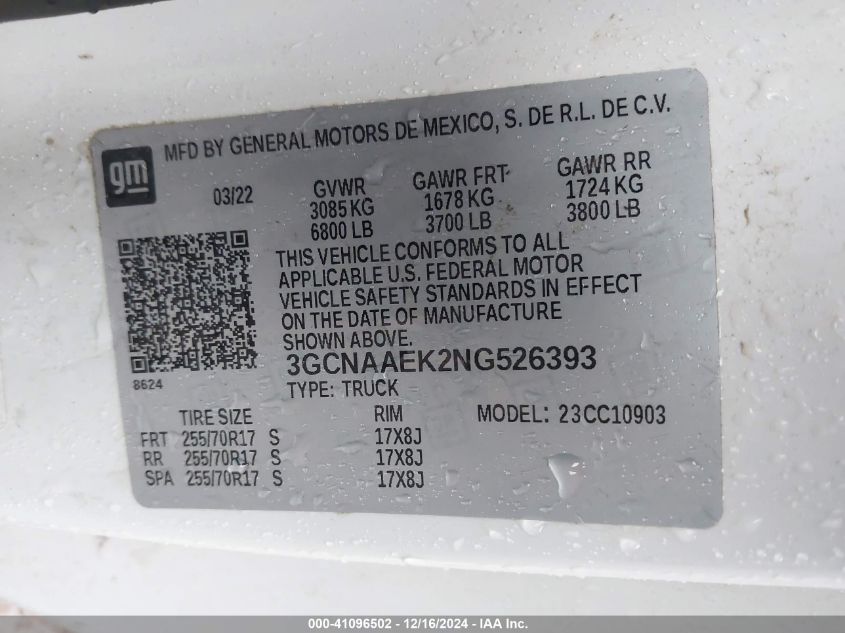 gm
MFD BY GENERAL MOTORS DE MEXICO, S. DE R.L. DE C.V.
03/22 GVWR GAWR FRT GAWR RR
3085 KG 1678 KG 1724 KG
6800 LB 3700 LB 3800 LB
THIS VEHICLE CONFORMS TO ALL
APPLICABLE U.S. FEDERAL MOTOR
VEHICLE SAFETY STANDARDS IN EFFECT
ON THE DATE OF MANUFACTURE
SHOWN ABOVE.
3GCNAAEK2NG526393
8624
TYPE: TRUCK
TIRE SIZE RIM MODEL: 23CC10903
FRT 255/70R17 S 17X8J
RR 255/70R17 S 17X8J
SPA 255/70R17 S 17X8J
000-41096502 - 12/16/2024 - IAA Inc.